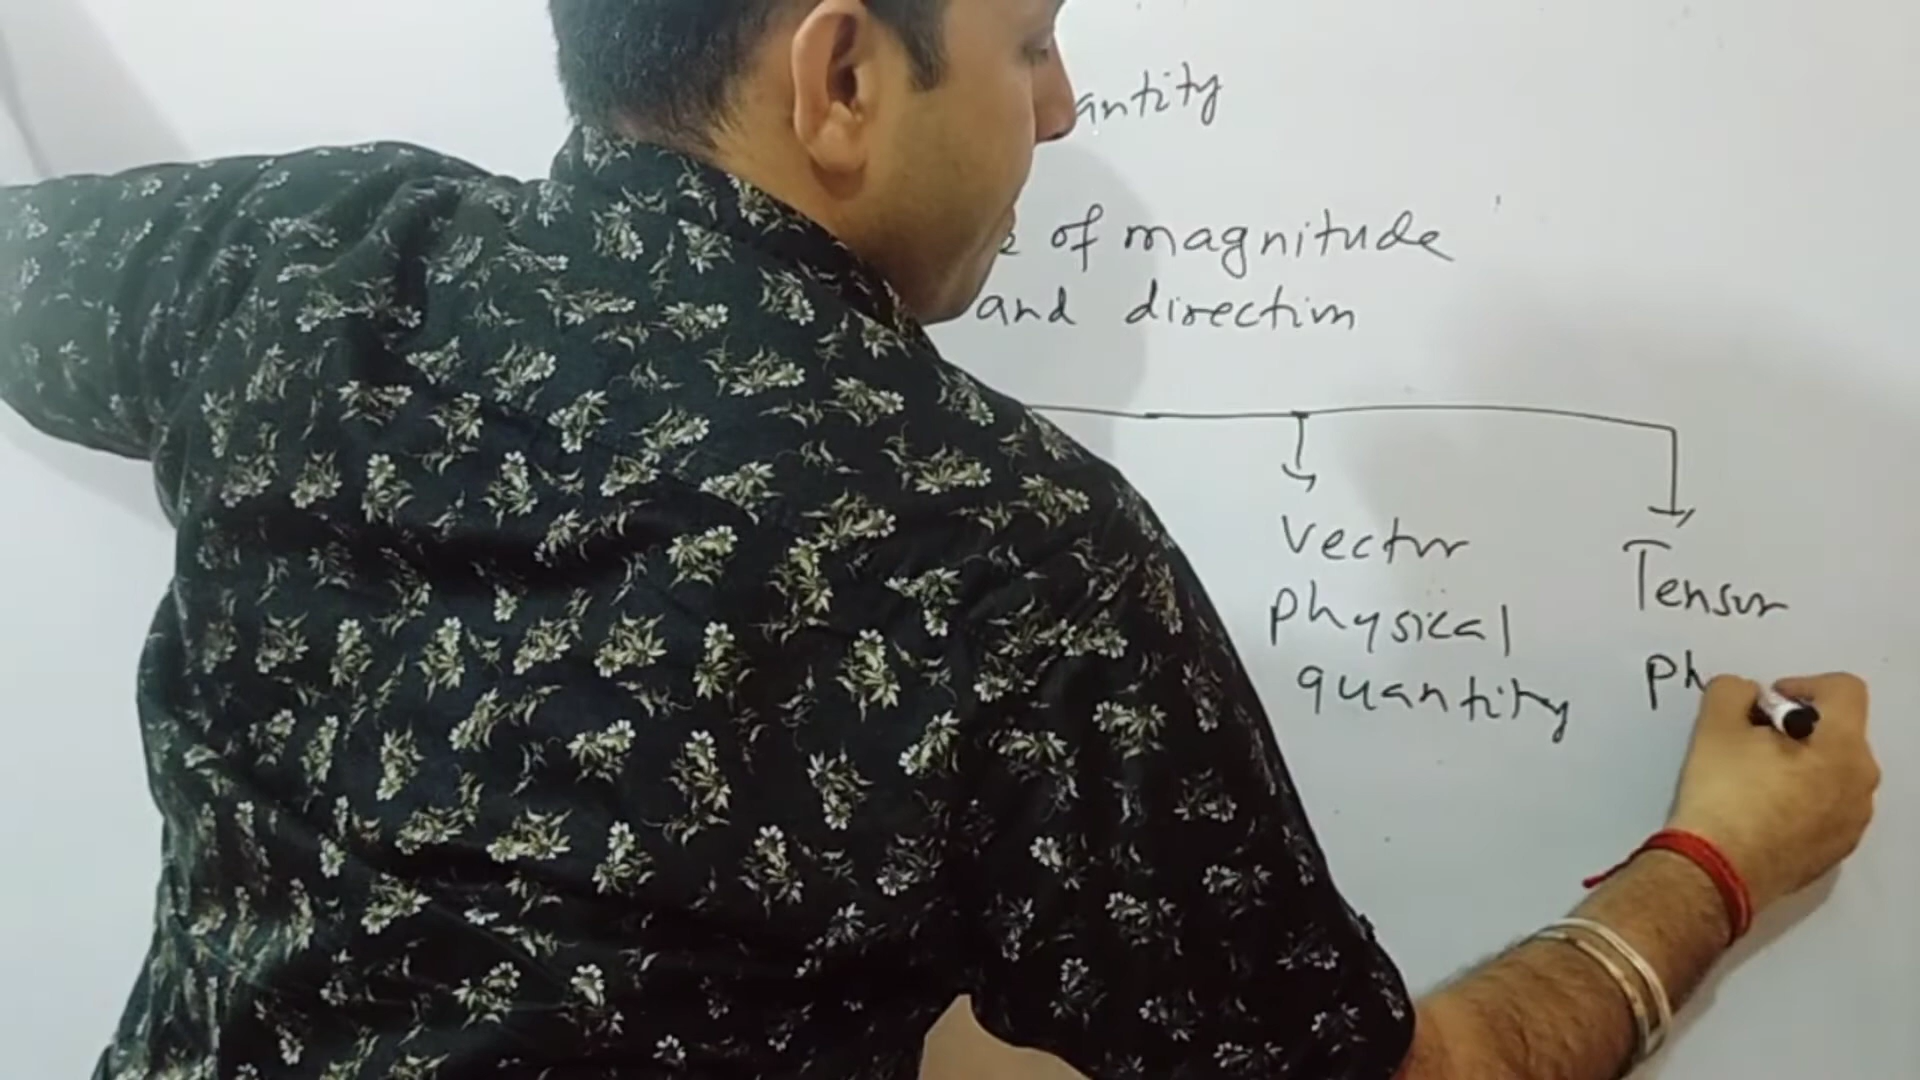 antity
of magnitude
and direction
vector
physical
quantity
Tensor
ph